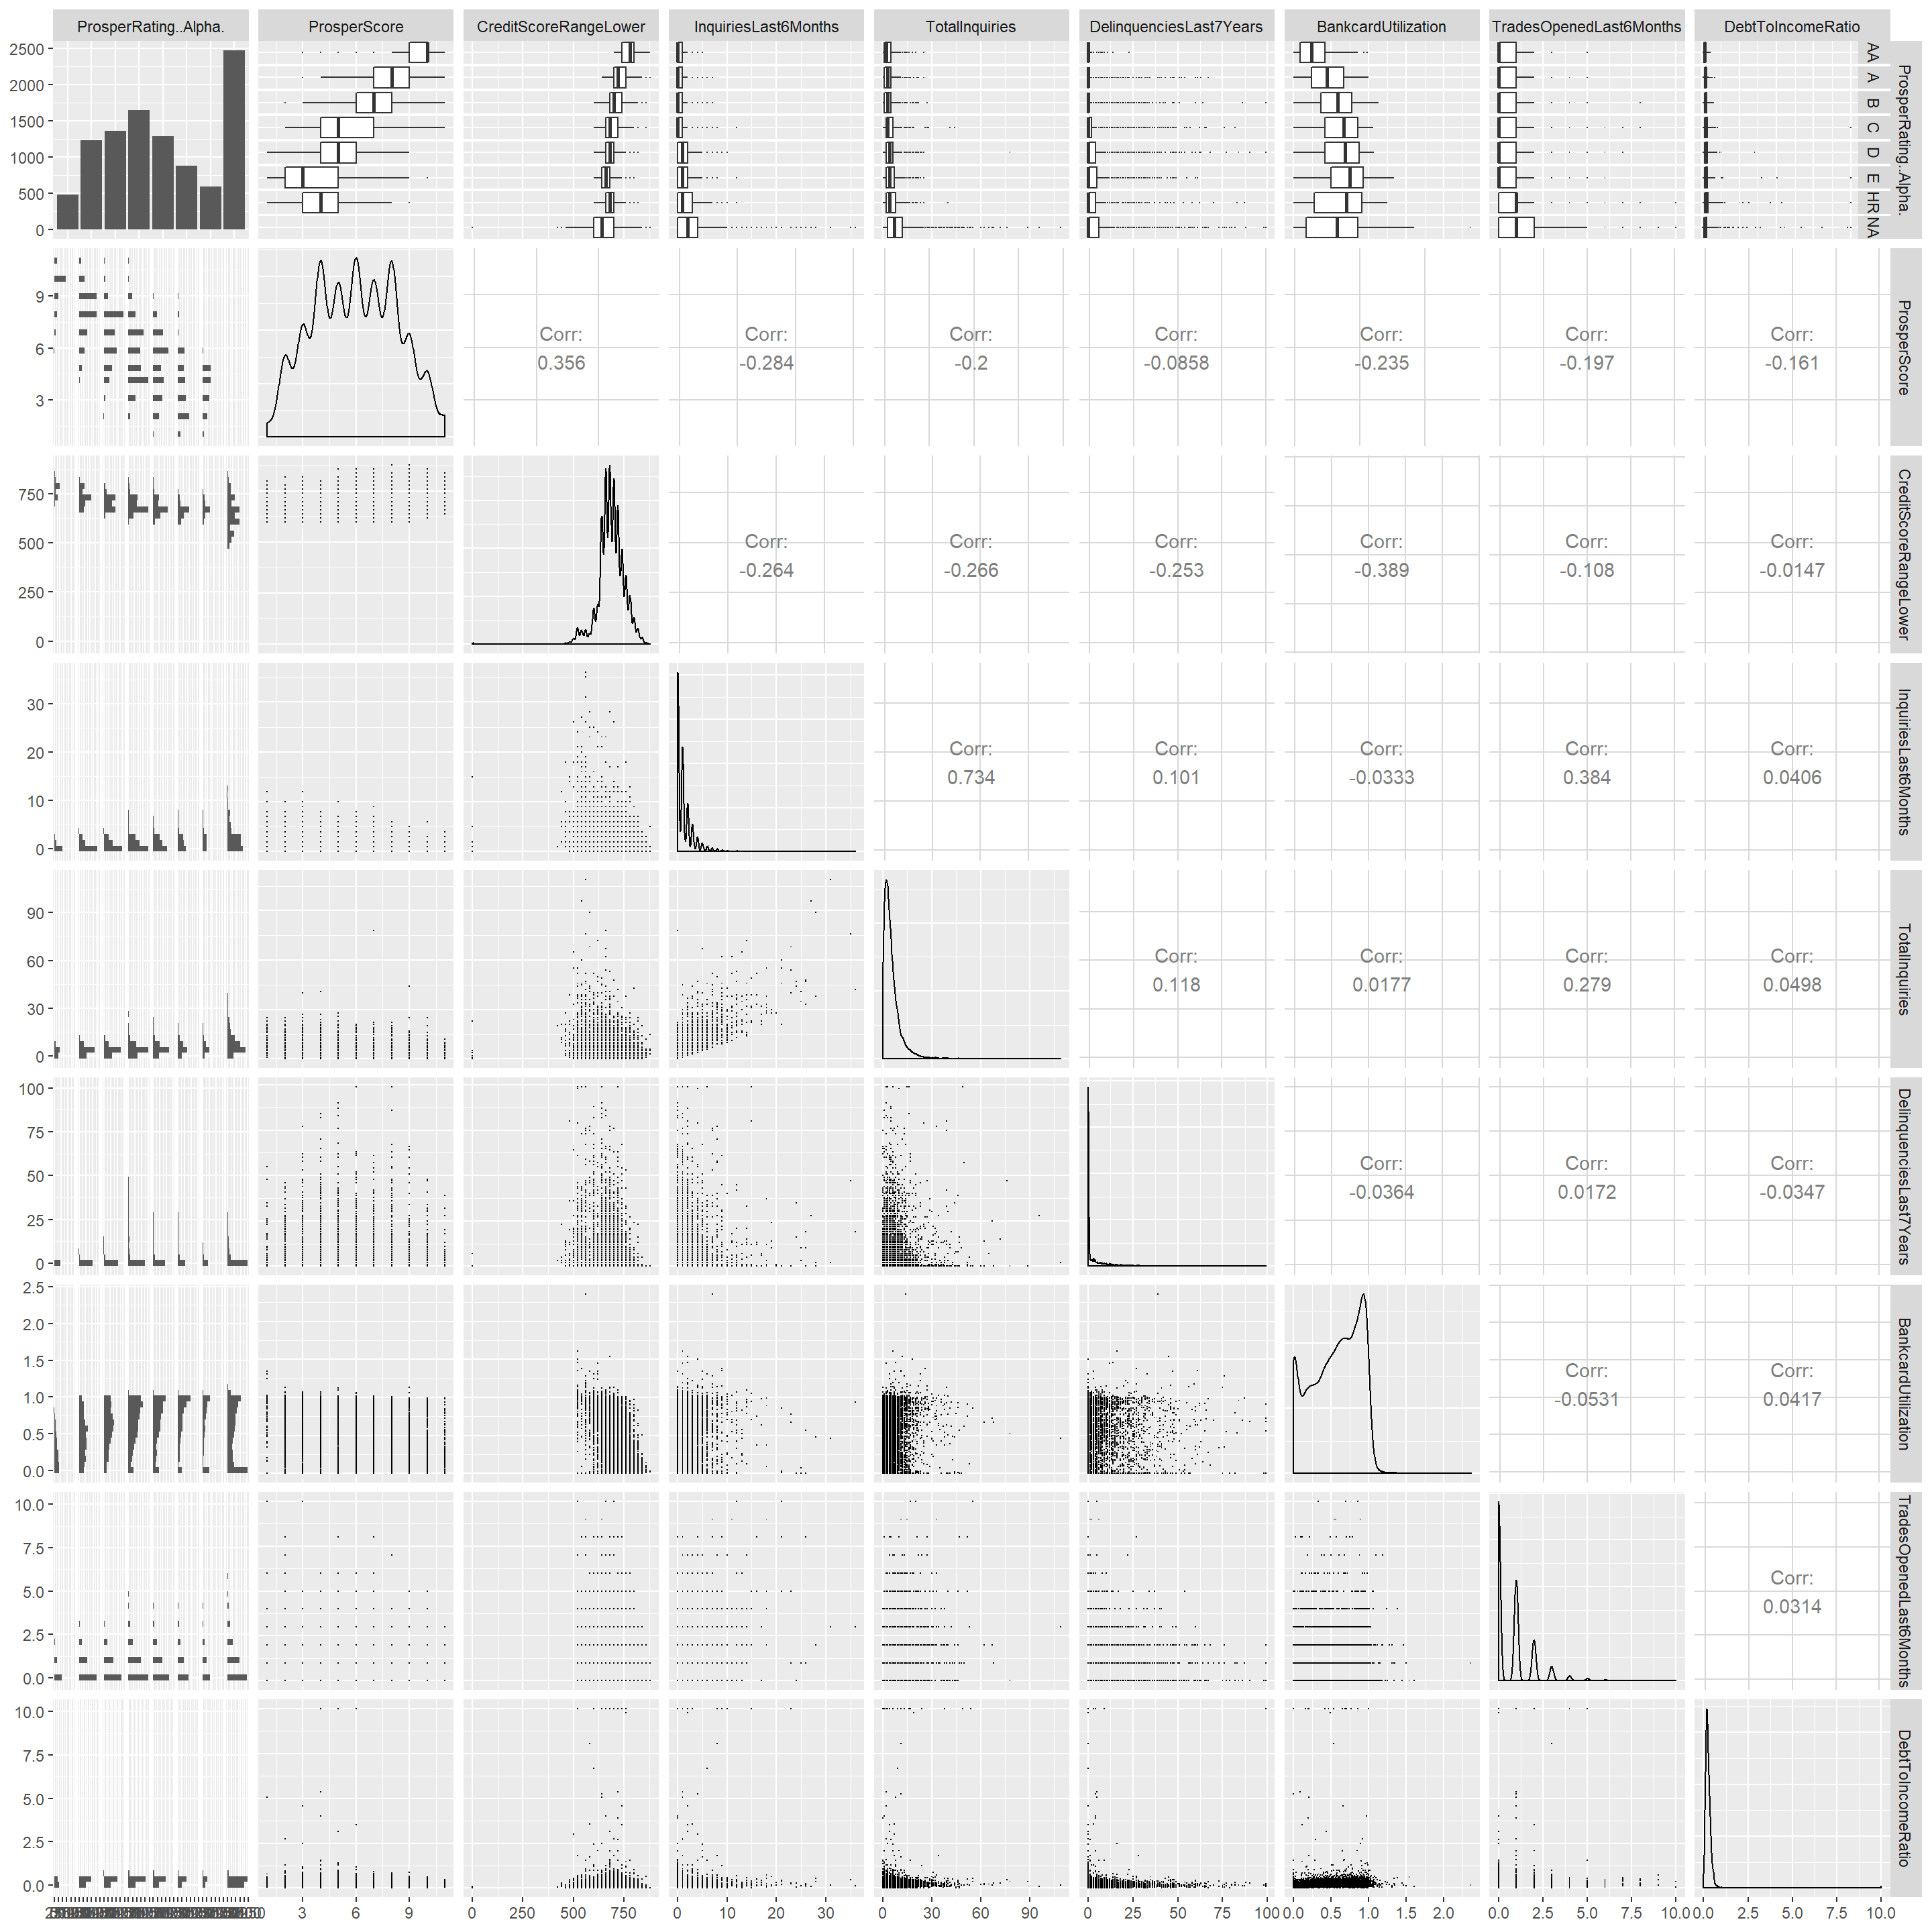 ProsperRating..Alpha. ProsperScore CreditScoreRangeLower InquiriesLast6Months TotalInquiries DelinquenciesLast7Years BankcardUtilization TradesOpenedLast6Months DebtToIncomeRatio
2500
2000
1500
1000
500
0
AA
A
B
C
D
E
HR
NA
ProsperRating..Alpha.
9
6
3
Corr: Corr: Corr: Corr: Corr: Corr: Corr:
0.356 -0.284 -0.2 -0.0858 -0.235 -0.197 -0.161
ProsperScore
750
500
250
0
Corr: Corr: Corr: Corr: Corr: Corr:
-0.264 -0.266 -0.253 -0.389 -0.108 -0.0147
CreditScoreRangeLower
30
20
10
0
Corr: Corr: Corr: Corr: Corr:
0.734 0.101 -0.0333 0.384 0.0406
InquiriesLast6Months
90
60
30
0
Corr: Corr: Corr: Corr:
0.118 0.0177 0.279 0.0498
TotalInquiries
100
75
50
25
0
Corr: Corr: Corr:
-0.0364 0.0172 -0.0347
DelinquenciesLast7Years
2.5
2.0
1.5
1.0
0.5
0.0
Corr: Corr:
-0.0531 0.0417
BankcardUtilization
10.0
7.5
5.0
2.5
0.0
Corr:
0.0314
TradesOpenedLast6Months
10.0
7.5
5.0
2.5
0.0
DebtToIncomeRatio
3 6 9 0 250 500 750 0 10 20 30 0 30 60 90 0 25 50 75 100 0.0 0.5 1.0 1.5 2.0 0.0 2.5 5.0 7.5 10.0 0.0 2.5 5.0 7.5 10.0